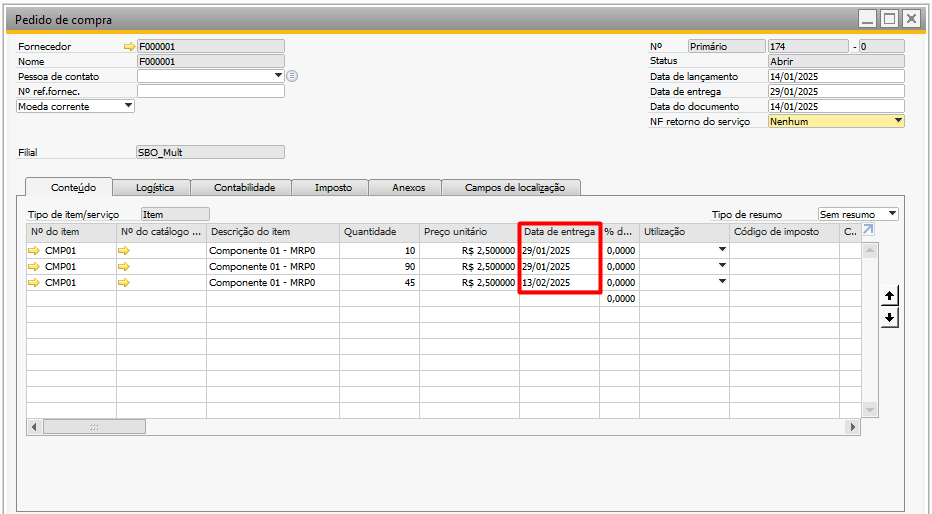 Pedido de compra
Fornecedor F000001 Nº Primário 174 - 0
Nome F000001 Status Abrir
Pessoa de contato Data de lançamento 14/01/2025
Nº ref.fornec. Data de entrega 29/01/2025
Moeda corrente Data do documento 14/01/2025
NF retorno do serviço Nenhum
Filial SBO_Mult
Conteúdo Logística Contabilidade Imposto Anexos Campos de localização
Tipo de item/serviço Item Tipo de resumo Sem resumo
Nº do item Nº do catálogo ... Descrição do item Quantidade Preço unitário Data de entrega % d... Utilização Código de imposto C...
CMP01 Componente 01 - MRP0 10 R$ 2,500000 29/01/2025 0,0000
CMP01 Componente 01 - MRP0 90 R$ 2,500000 29/01/2025 0,0000
CMP01 Componente 01 - MRP0 45 R$ 2,500000 13/02/2025 0,0000
0,0000